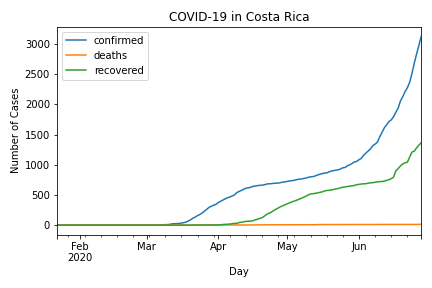 COVID-19 in Costa Rica
confirmed
deaths
recovered
Number of Cases
3000
2500
2000
1500
1000
500
0
Feb Mar Apr May Jun
2020
Day